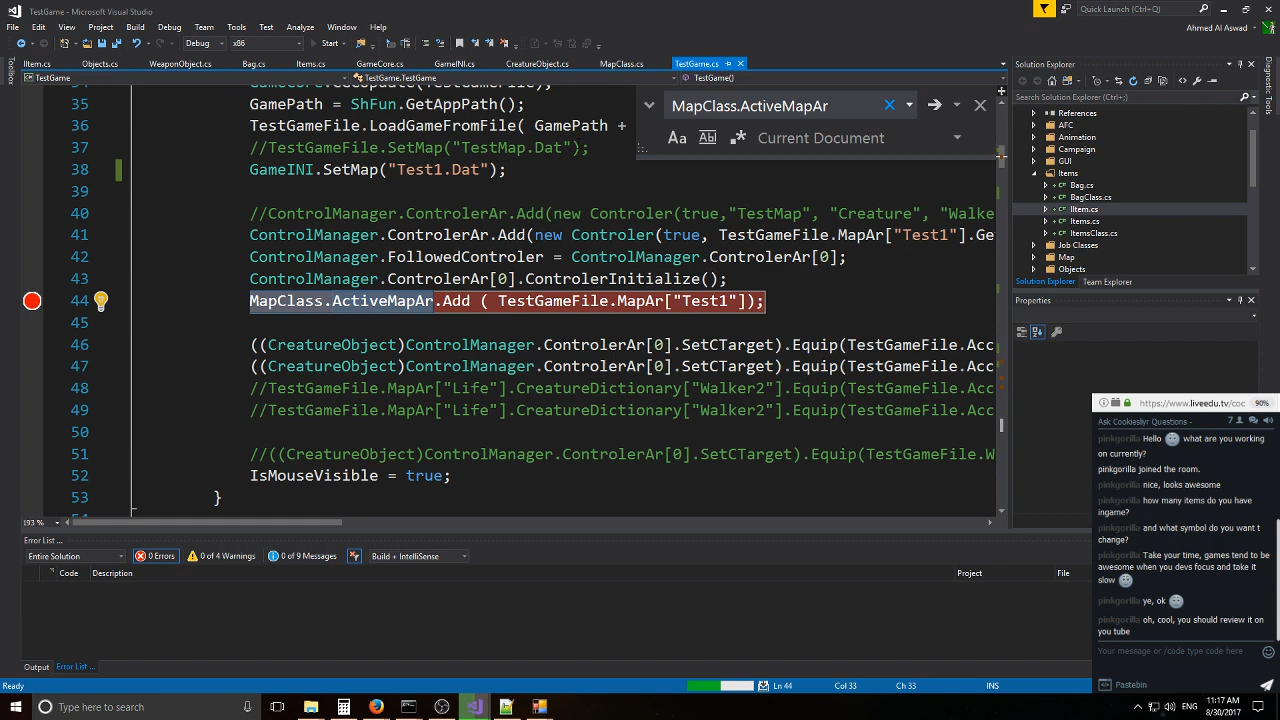 TestGame - Microsoft Visual Studio
Quick Launch (Ctrl+Q)
File Edit View Project Build Debug Team Tools Test Analyze Window Help
Ahmed Al Aswad
Debug x86 Start
IItem.cs Objects.cs WeaponObject.cs Bag.cs Items.cs GameCore.cs GameINI.cs CreatureObject.cs MapClass.cs TestGame.cs
Toolbox
TestGame TestGame.TestGame TestGame()
MapClass.ActiveMapAr
Aa Abl Current Document
35 GamePath = ShFun.GetAppPath();
36 TestGameFile.LoadGameFromFile( GamePath +
37 //TestGameFile.SetMap("TestMap.Dat");
38 GameINI.SetMap("Test1.Dat");
39
40 //ControlManager.ControlerAr.Add(new Controler(true,"TestMap", "Creature", "Walke
41 ControlManager.ControlerAr.Add(new Controler(true, TestGameFile.MapAr["Test1"].Ge
42 ControlManager.FollowedControler = ControlManager.ControlerAr[0];
43 ControlManager.ControlerAr[0].ControlerInitialize();
44 MapClass.ActiveMapAr.Add ( TestGameFile.MapAr["Test1"]);
45
46 ((CreatureObject)ControlManager.ControlerAr[0].SetCTarget).Equip(TestGameFile.Acc
47 ((CreatureObject)ControlManager.ControlerAr[0].SetCTarget).Equip(TestGameFile.Acc
48 //TestGameFile.MapAr["Life"].CreatureDictionary["Walker2"].Equip(TestGameFile.Acc
49 //TestGameFile.MapAr["Life"].CreatureDictionary["Walker2"].Equip(TestGameFile.Acc
50
51 //((CreatureObject)ControlManager.ControlerAr[0].SetCTarget).Equip(TestGameFile.W
52 IsMouseVisible = true;
53 }
193 %
Solution Explorer
Search Solution Explorer (Ctrl+;)
References
AFC
Animation
Campaign
GUI
Items
Bag.cs
BagClass.cs
IItem.cs
Items.cs
ItemsClass.cs
Job Classes
Map
Objects
Solution Explorer Team Explorer
Diagnostic Tools
Properties
Error List ...
Entire Solution 0 Errors 0 of 4 Warnings 0 of 9 Messages Build + IntelliSense
Code Description Project File
Output Error List ...
Ready Ln 44 Col 33 Ch 33 INS
https://www.liveedu.tv/coc 90%
Ask Cookiesliyr Questions - 7
pinkgorilla Hello what are you working
on currently?
pinkgorilla joined the room.
pinkgorilla nice, looks awesome
pinkgorilla how many items do you have
ingame?
pinkgorilla and what symbol do you want t
change?
pinkgorilla Take your time, games tend to be
awesome when you devs focus and take it
slow
pinkgorilla ye, ok
pinkgorilla oh, cool, you should review it on
you tube
Your message or /code type code here
Pastebin
Type here to search
ENG
11:17 AM
8/30/2017